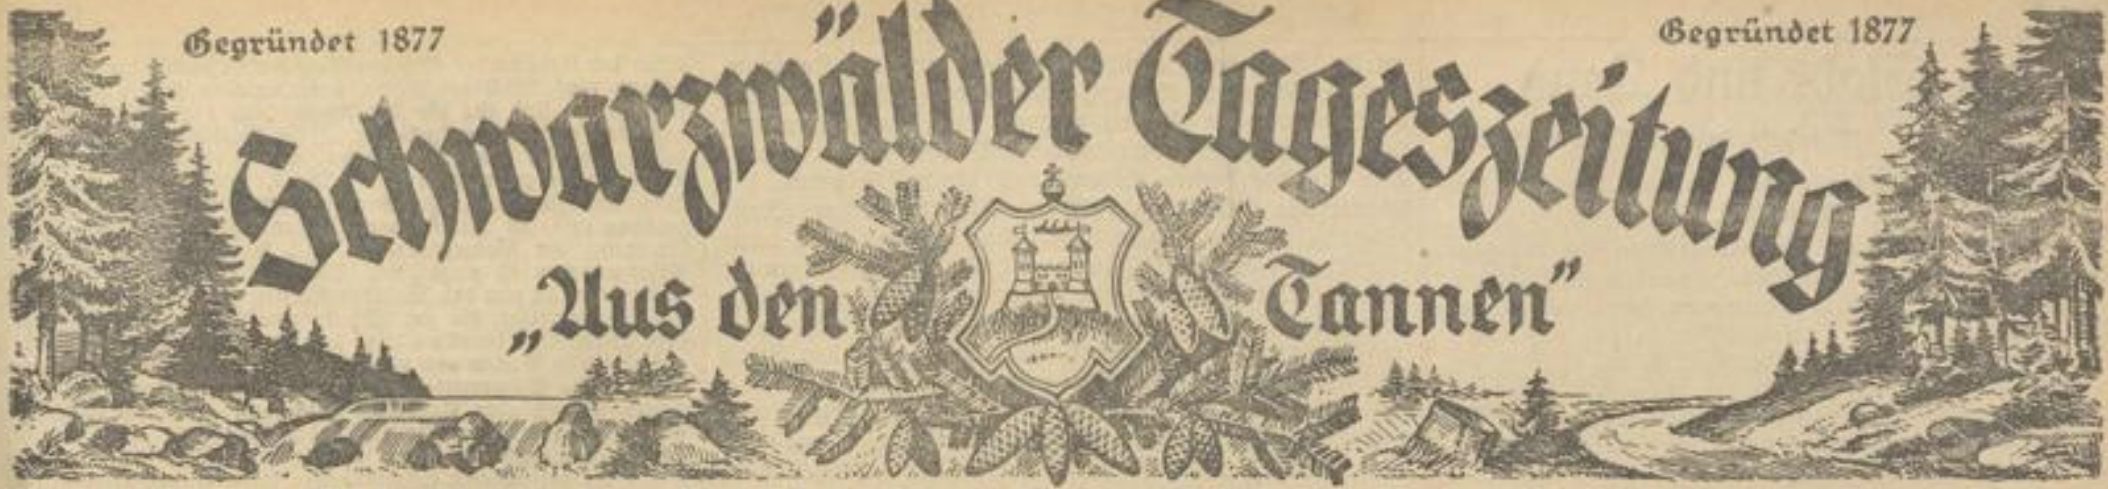 Gegründet 1877
Gegründet 1877
Schwarzwälder Tageszeitung
„Aus den Tannen“